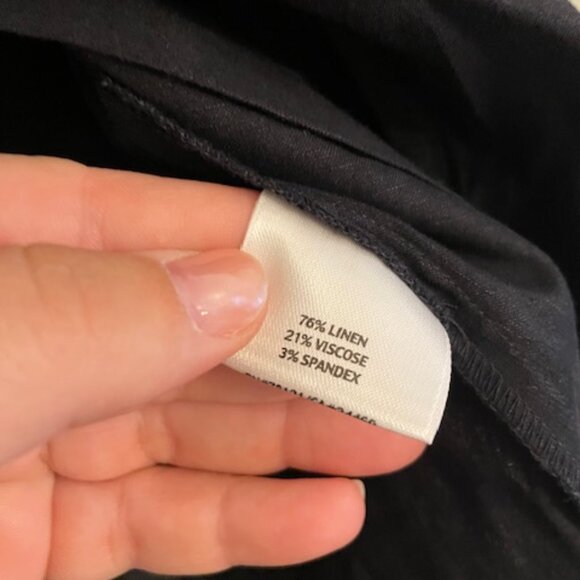 76% LINEN
21% VISCOSE
3% SPANDEX